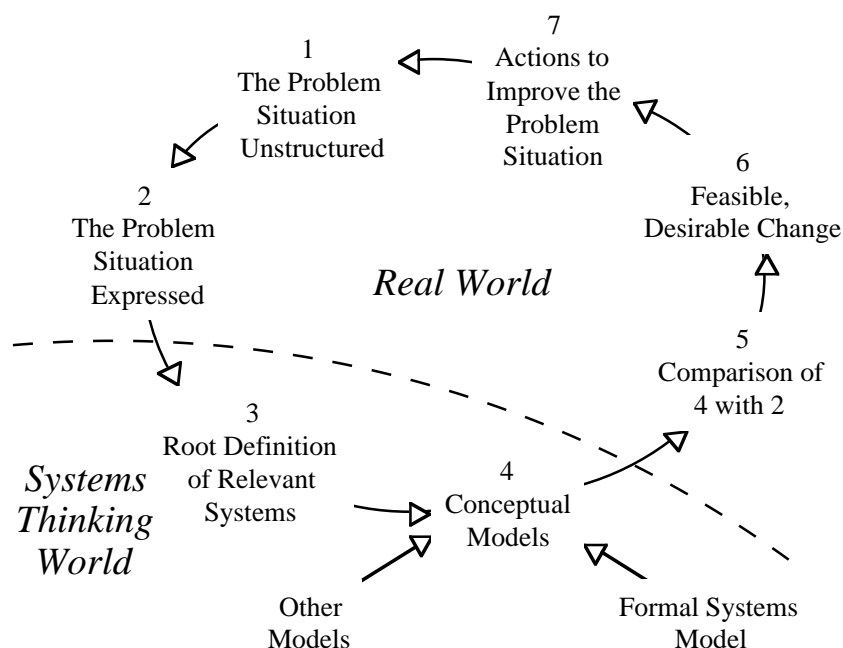 1
The Problem
Situation
Unstructured
2
The Problem
Situation
Expressed
3
Root Definition
of Relevant
Systems
4
Conceptual
Models
5
Comparison of
4 with 2
6
Feasible,
Desirable Change
7
Actions to
Improve the
Problem
Situation
Real World
Systems
Thinking
World
Other
Models
Formal Systems
Model